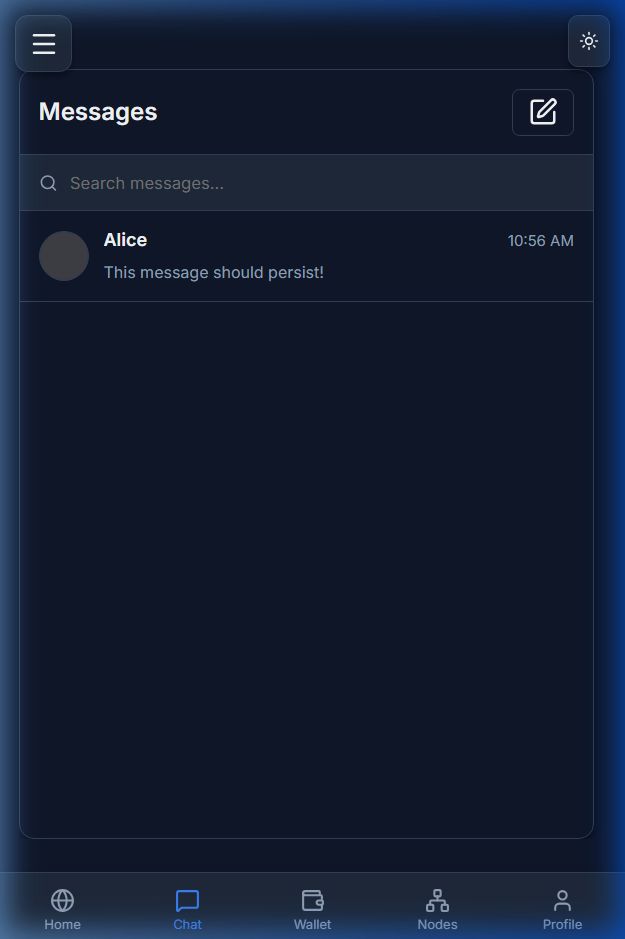 Messages
Search messages...
Alice
10:56 AM
This message should persist!
Home
Chat
Wallet
Nodes
Profile